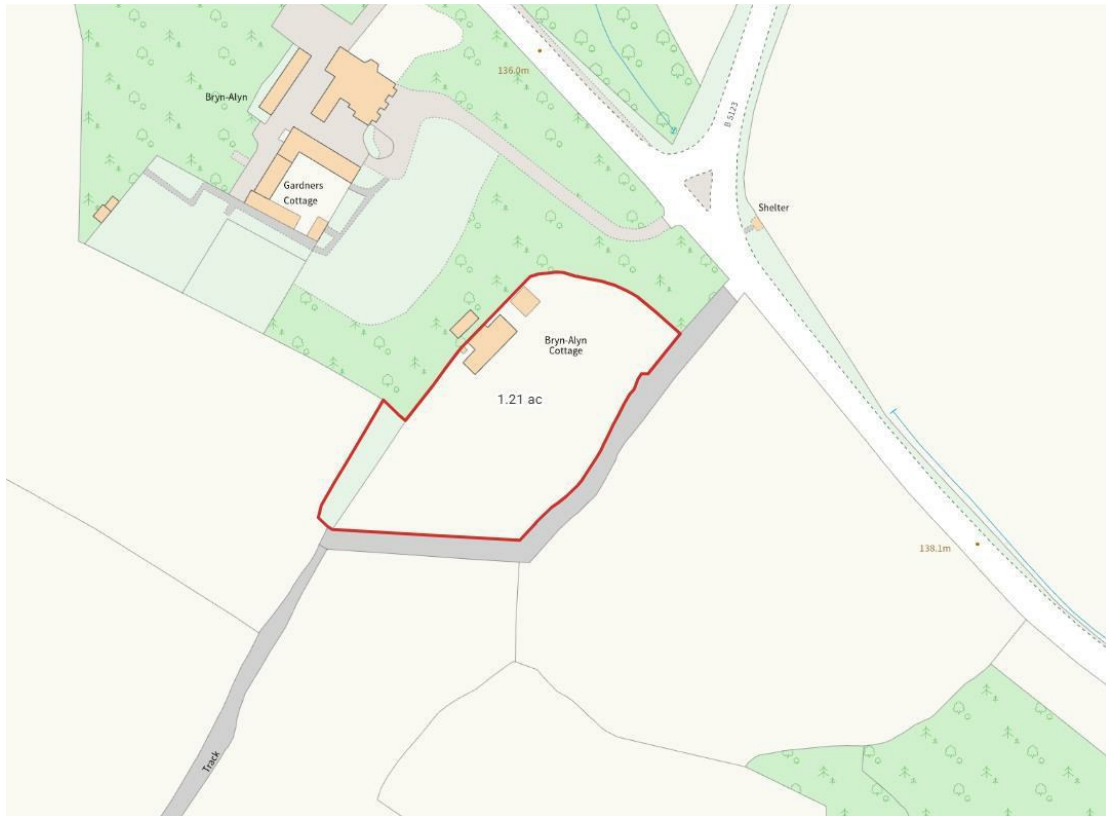 136.0m
B 5123
Bryn-Alyn
Gardners
Cottage
Shelter
Bryn-Alyn
Cottage
1.21 ac
138.1m
Track